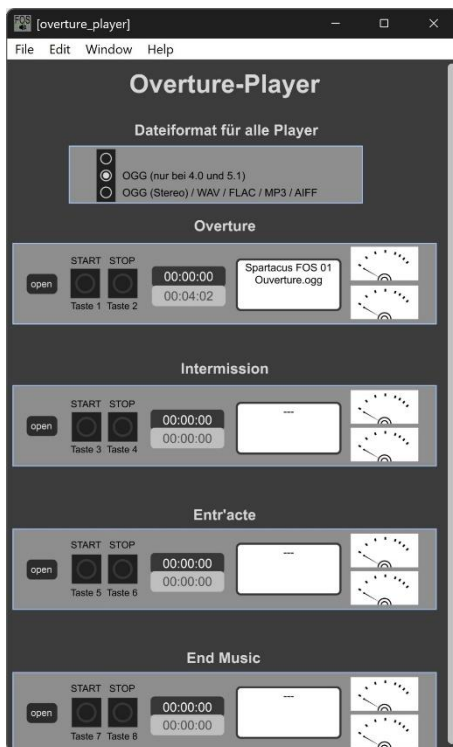 FOS [overture_player]
File Edit Window Help
Overture-Player
Dateiformat für alle Player
OGG (nur bei 4.0 und 5.1)
OGG (Stereo) / WAV / FLAC / MP3 / AIFF
Overture
START STOP
open
Taste 1 Taste 2
00:00:00
00:04:02
Spartacus FOS 01
Ouverture.ogg
Intermission
START STOP
open
Taste 3 Taste 4
00:00:00
00:00:00
---
Entr'acte
START STOP
open
Taste 5 Taste 6
00:00:00
00:00:00
---
End Music
START STOP
open
Taste 7 Taste 8
00:00:00
00:00:00
---